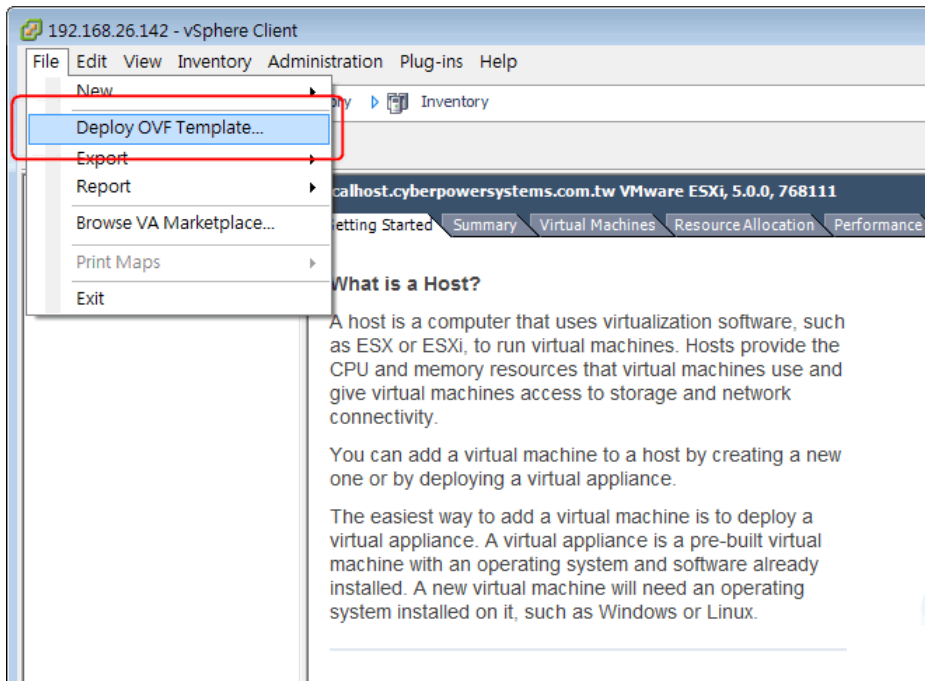 192.168.26.142 - vSphere Client
File Edit View Inventory Administration Plug-ins Help
New
Inventory
Deploy OVF Template...
Export
Report
Browse VA Marketplace...
Print Maps
Exit
calhost.cyberpowersystems.com.tw VMware ESXi, 5.0.0, 768111
etting Started Summary Virtual Machines Resource Allocation Performance
What is a Host?
A host is a computer that uses virtualization software, such
as ESX or ESXi, to run virtual machines. Hosts provide the
CPU and memory resources that virtual machines use and
give virtual machines access to storage and network
connectivity.
You can add a virtual machine to a host by creating a new
one or by deploying a virtual appliance.
The easiest way to add a virtual machine is to deploy a
virtual appliance. A virtual appliance is a pre-built virtual
machine with an operating system and software already
installed. A new virtual machine will need an operating
system installed on it, such as Windows or Linux.